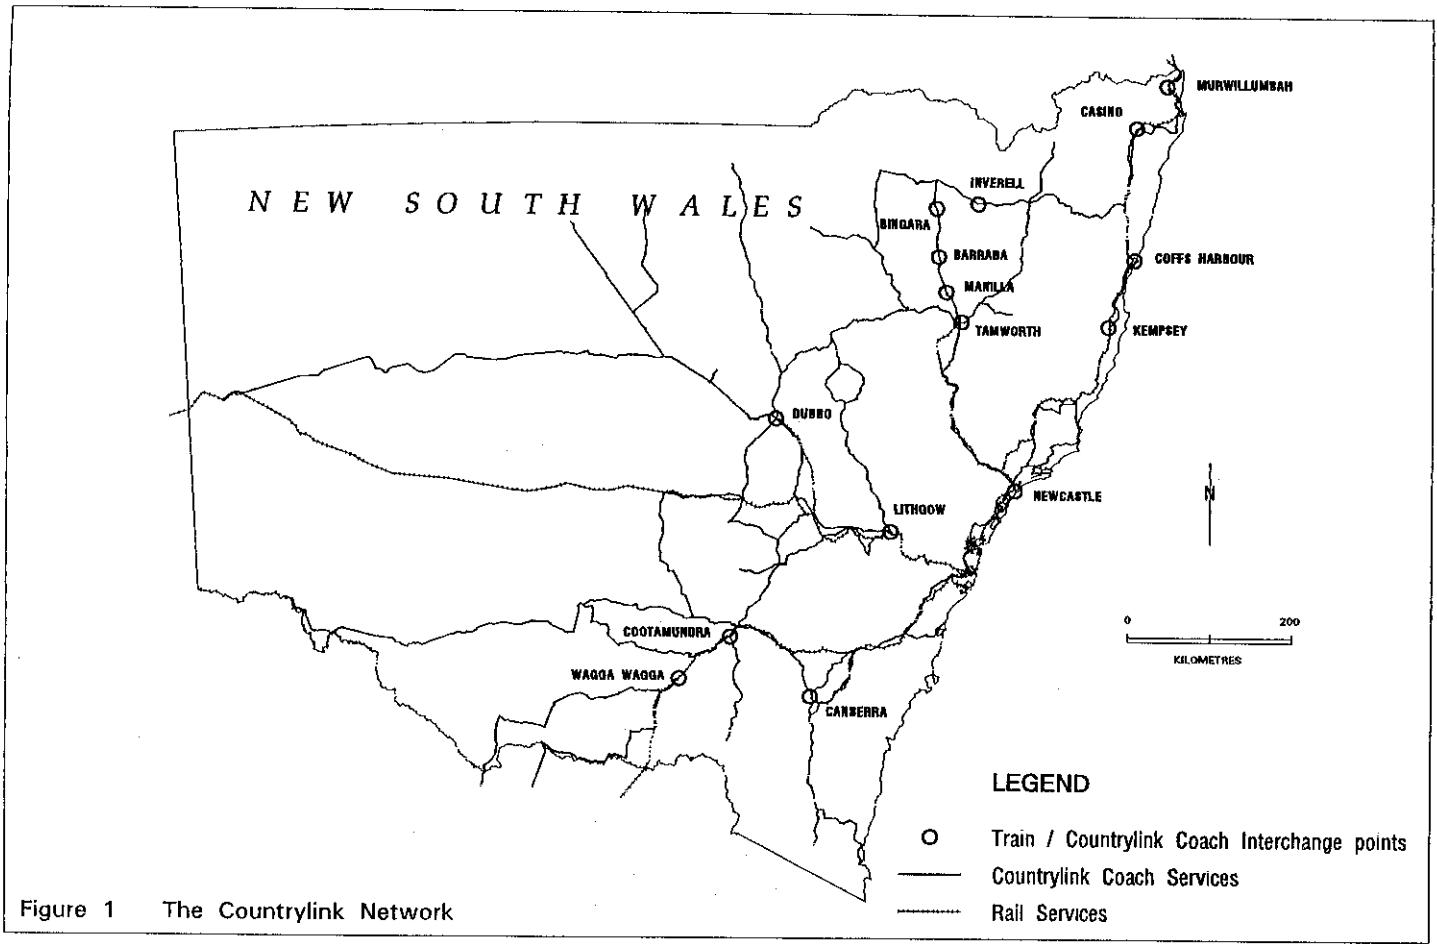 MURWILLUMBAH
CASINO
NEW SOUTH WALES
INVERELL
BINGARA
BARRABA
COFFS HARBOUR
MANILLA
TAMWORTH
KEMPSEY
DUBBO
N
NEWCASTLE
LITHGOW
0 200
KILOMETRES
COOTAMUNDRA
WAGGA WAGGA
CANBERRA
LEGEND
Train / Countrylink Coach Interchange points
Countrylink Coach Services
Rail Services
Figure 1 The Countrylink Network